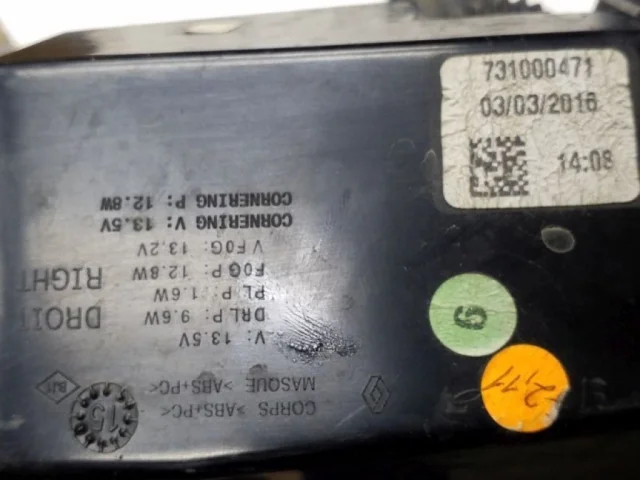 731000471
03/03/2016
14:08
CORPS >ABS+PC<
MASQUE >ABS+PC<
15
V: 13.5V
DRL P: 9.6W
PL P: 1.6W
FOG P: 12.8W
V FOG: 13.2V
CORNERING V: 13.5V
CORNERING P: 12.8W
DROIT
RIGHT
6